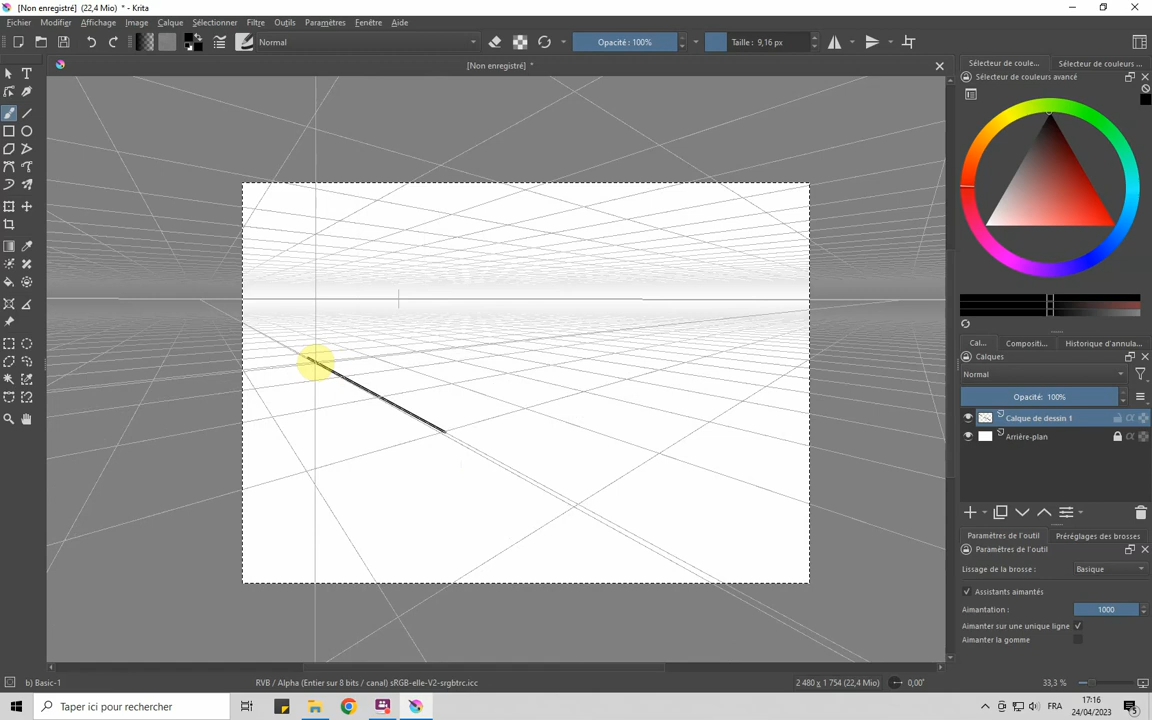 [Non enregistré] (22,4 Mio) * - Krita
Fichier Modifier Affichage Image Calque Sélectionner Filtre Outils Paramètres Fenêtre Aide
Normal Opacité : 100% Taille : 9,16 px
[Non enregistré] *
Sélecteur de coule... Sélecteur de couleurs ...
Sélecteur de couleurs avancé
Cal... Compositi... Historique d'annula...
Calques
Normal
Opacité: 100%
Calque de dessin 1
Arrière-plan
Paramètres de l'outil Préréglages des brosses
Paramètres de l'outil
Lissage de la brosse : Basique
Assistants aimantés
Aimantation : 1000
Aimanter sur une unique ligne
Aimanter la gomme
b) Basic-1 RVB / Alpha (Entier sur 8 bits / canal) sRGB-elle-V2-srgbtrc.icc 2 480 x 1 754 (22,4 Mio) 0,00° 33,3 %
Taper ici pour rechercher FRA 17:16
24/04/2023 5